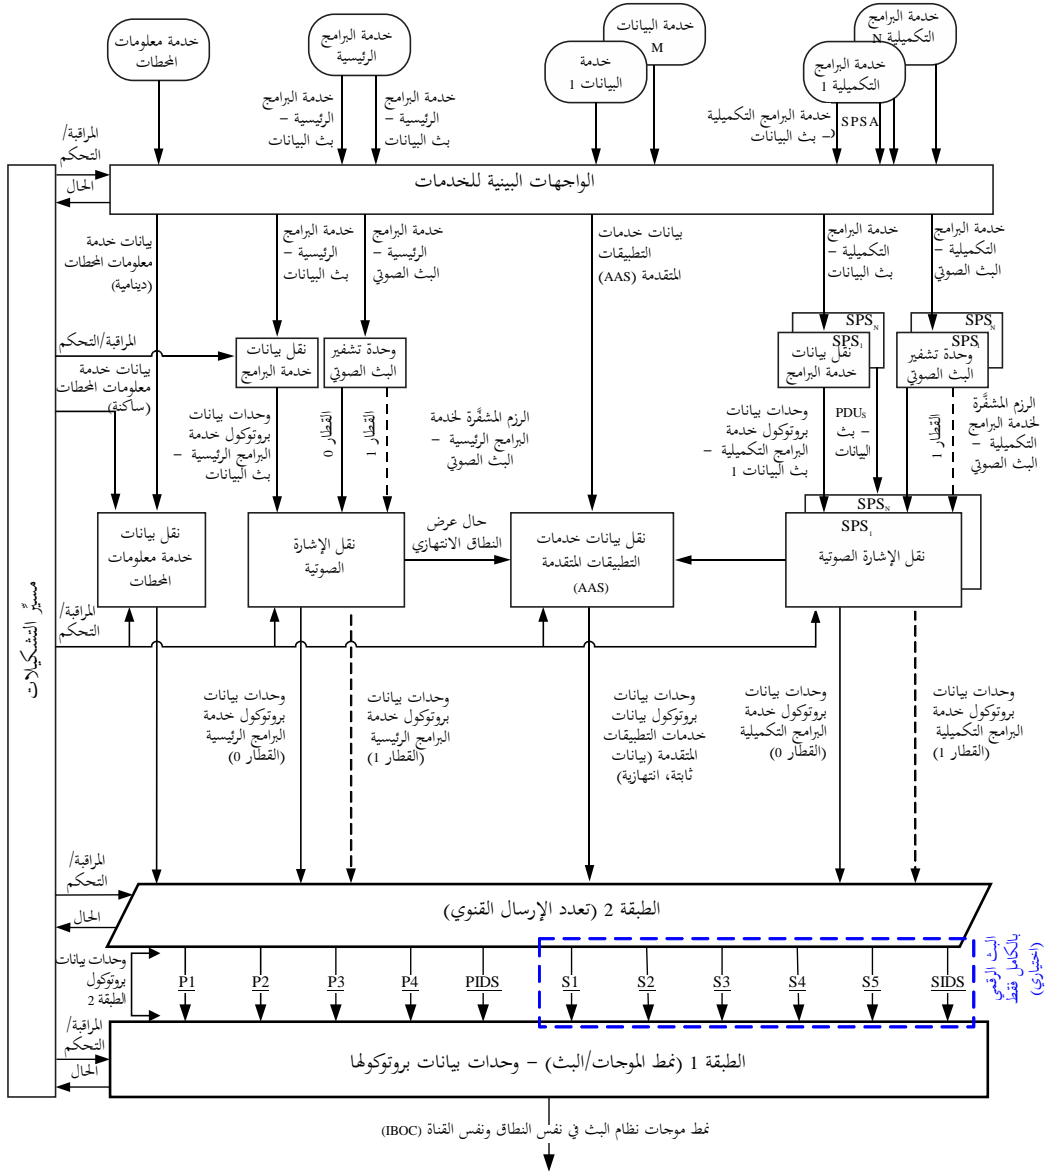 خدمة معلومات
المحطات
خدمة البرامج
الرئيسية
خدمة البيانات
M
خدمة
البيانات 1
خدمة البرامج
التكميلية N
خدمة البرامج
التكميلية 1
خدمة البرامج
الرئيسية –
بث البيانات
خدمة البرامج
الرئيسية –
بث البيانات
خدمة البرامج التكميلية
– بث البيانات
SPSA
المراقبة/
التحكم
الحال
الواجهات البينية للخدمات
بيانات خدمة
معلومات المحطات
(دينامية)
خدمة البرامج
الرئيسية –
بث البيانات
خدمة البرامج
الرئيسية –
البث الصوتي
بيانات خدمات
التطبيقات
المتقدمة (AAS)
خدمة البرامج
التكميلية –
بث البيانات
خدمة البرامج
التكميلية –
البث الصوتي
المراقبة/التحكم
نقل بيانات
خدمة البرامج
وحدة تشفير
البث الصوتي
SPSN
SPS1
نقل بيانات
خدمة البرامج
SPSN
SPS1
وحدة تشفير
البث الصوتي
بيانات خدمة
معلومات المحطات
(ساكنة)
وحدات بيانات
بروتوكول خدمة
البرامج الرئيسية –
بث البيانات
القطار 0
القطار 1
الرزم المشفَّرة لخدمة
البرامج الرئيسية –
البث الصوتي
وحدات بيانات
بروتوكول خدمة
البرامج التكميلية –
بث البيانات 1
PDUs
– بث
البيانات
القطار 1
الرزم المشفَّرة
لخدمة البرامج
التكميلية –
البث الصوتي
نقل بيانات
خدمة معلومات
المحطات
نقل الإشارة
الصوتية
حال عرض
النطاق الانتهازي
نقل بيانات خدمات
التطبيقات المتقدمة
(AAS)
SPSN
SPS1
نقل الإشارة الصوتية
مسيِّر التشكيلات
المراقبة/
التحكم
وحدات بيانات
بروتوكول خدمة
البرامج الرئيسية
(القطار 0)
وحدات بيانات
بروتوكول خدمة
البرامج الرئيسية
(القطار 1)
وحدات بيانات
بروتوكول بيانات
خدمات التطبيقات
المتقدمة (بيانات
ثابتة، انتهازية)
وحدات بيانات
بروتوكول خدمة
البرامج التكميلية
(القطار 0)
وحدات بيانات
بروتوكول خدمة
البرامج التكميلية
(القطار 1)
المراقبة/
التحكم
الحال
الطبقة 2 (تعدد الإرسال القنوي)
وحدات بيانات
بروتوكول
الطبقة 2
P1
P2
P3
P4
PIDS
S1
S2
S3
S4
S5
SIDS
البث الرقمي
بالكامل فقط
(اختياري)
المراقبة/
التحكم
الحال
الطبقة 1 (نمط الموجات/البث) – وحدات بيانات بروتوكولها
نمط موجات نظام البث في نفس النطاق ونفس القناة (IBOC)